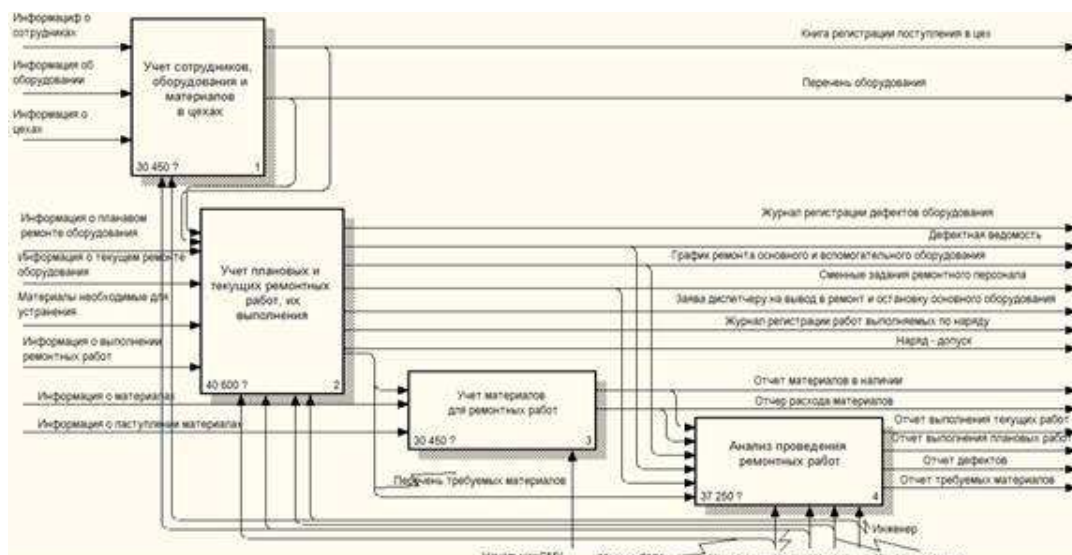 Информациф о
сотрудниках
Информация об
оборудовании
Информация о
цехах
Учет сотрудников,
оборудования и
материалов
в цехах
30 450 ?
1
Книга регистрации поступления в цех
Перечень оборудования
Информация о планавом
ремонте оборудования
Информация о текущем ремонте
оборудования
Материалы необходимые для
устранения
Информация о выполнении
ремонтных работ
Учет плановых и
текущих ремонтных
работ, их
выполнения
40 600 ?
2
Журнал регистрации дефектов оборудования
Дефектная ведомость
График ремонта основного и вспомогательного оборудования
Сменные задания ремонтного персонала
Заява диспетчеру на вывод в ремонт и остановку основного оборудования
Журнал регистрации работ выполняемых по наряду
Наряд - допуск
Информация о материалах
Информация о паступлении материалах
Учет материалов
для ремонтных работ
30 450 ?
3
Отчет материалов в наличии
Отчер расхода материалов
Перечень требуемых материалов
Анализ проведения
ремонтных работ
37 250 ?
4
Отчет выполнения текущих работ
Отчет выполнения плановых работ
Отчет дефектов
Отчет требуемых материалов
Инженер